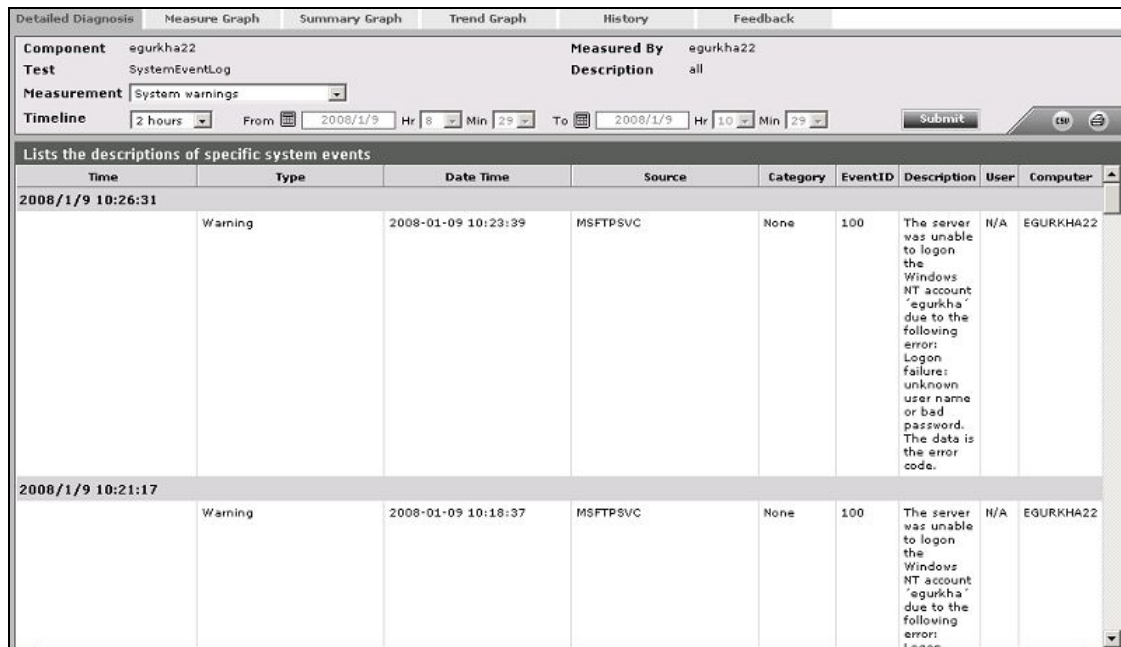 Detailed Diagnosis Measure Graph Summary Graph Trend Graph History Feedback
Component egurkha22 Measured By egurkha22
Test SystemEventLog Description all
Measurement System warnings
Timeline 2 hours From 2008/1/9 Hr 8 Min 29 To 2008/1/9 Hr 10 Min 29 Submit CSV
Lists the descriptions of specific system events
Time Type Date Time Source Category EventID Description User Computer
2008/1/9 10:26:31
Warning 2008-01-09 10:23:39 MSFTPSVC None 100 The server N/A EGURKHA22
was unable
to logon
the
Windows
NT account
´egurkha´
due to the
following
error:
Logon
failure:
unknown
user name
or bad
password.
The data is
the error
code.
2008/1/9 10:21:17
Warning 2008-01-09 10:18:37 MSFTPSVC None 100 The server N/A EGURKHA22
was unable
to logon
the
Windows
NT account
´egurkha´
due to the
following
error:
Logon